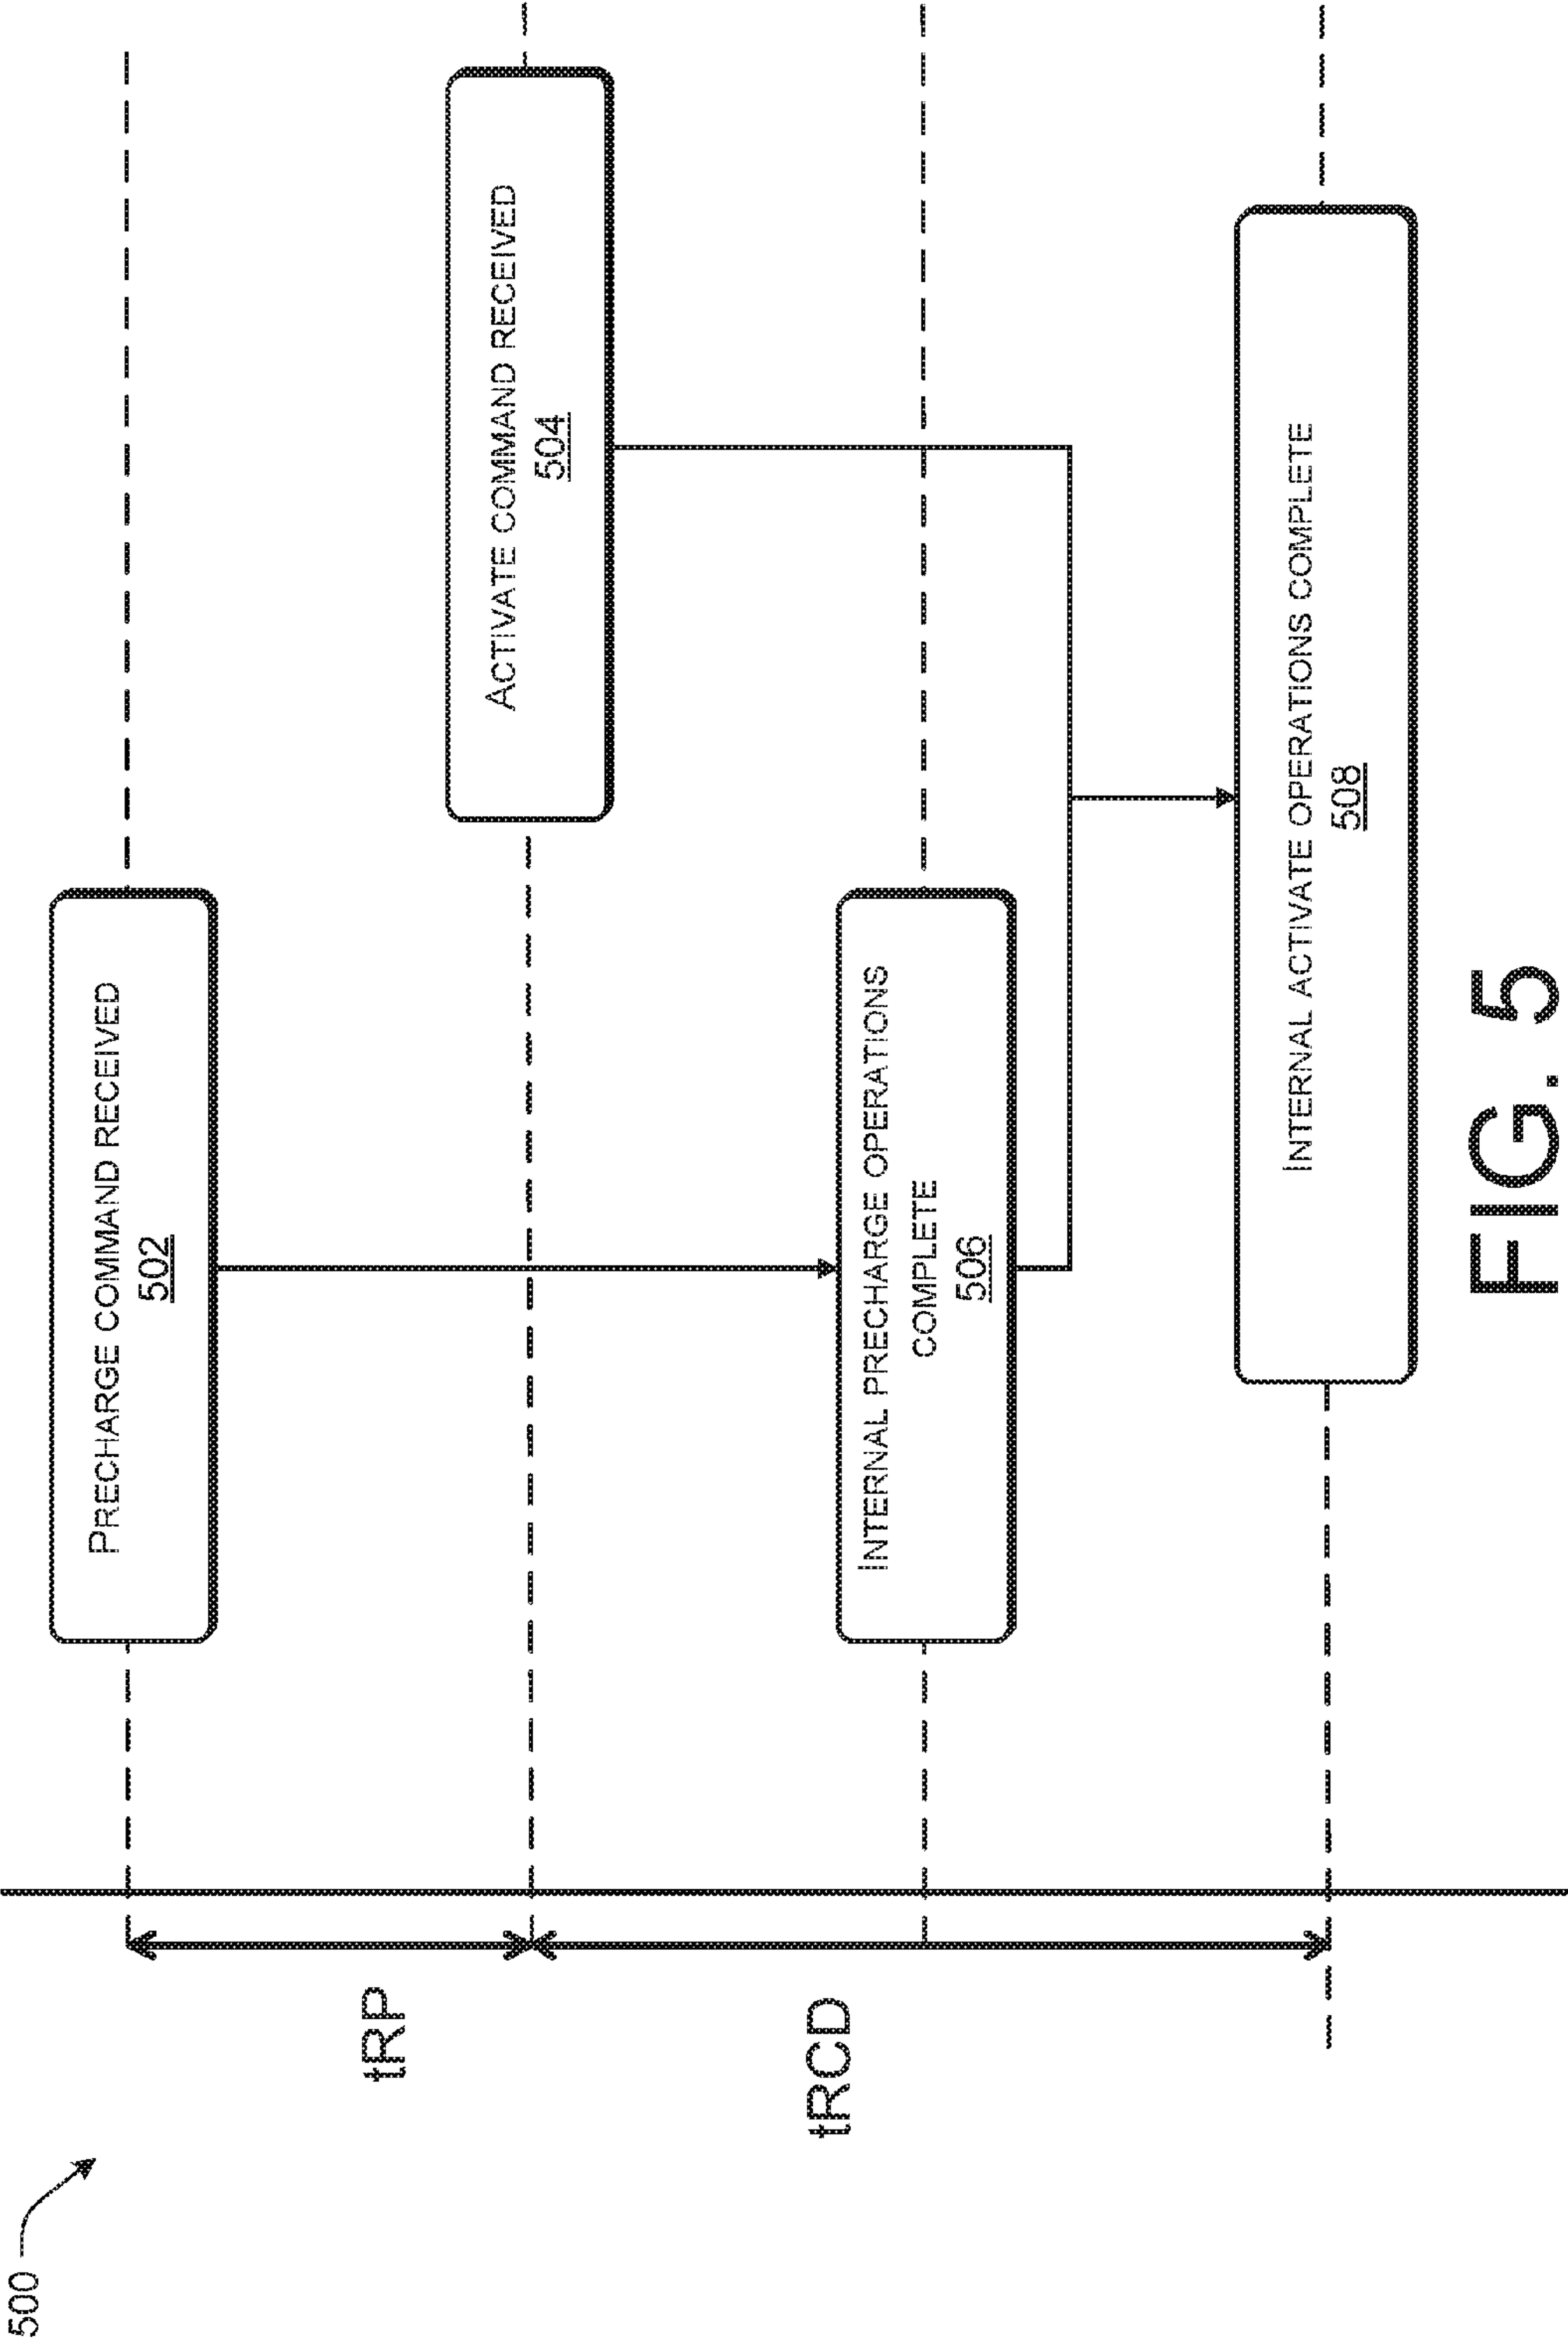 500
tRP
tRCD
PRECHARGE COMMAND RECEIVED
502
ACTIVATE COMMAND RECEIVED
504
INTERNAL PRECHARGE OPERATIONS
COMPLETE
506
INTERNAL ACTIVATE OPERATIONS COMPLETE
508
FIG. 5